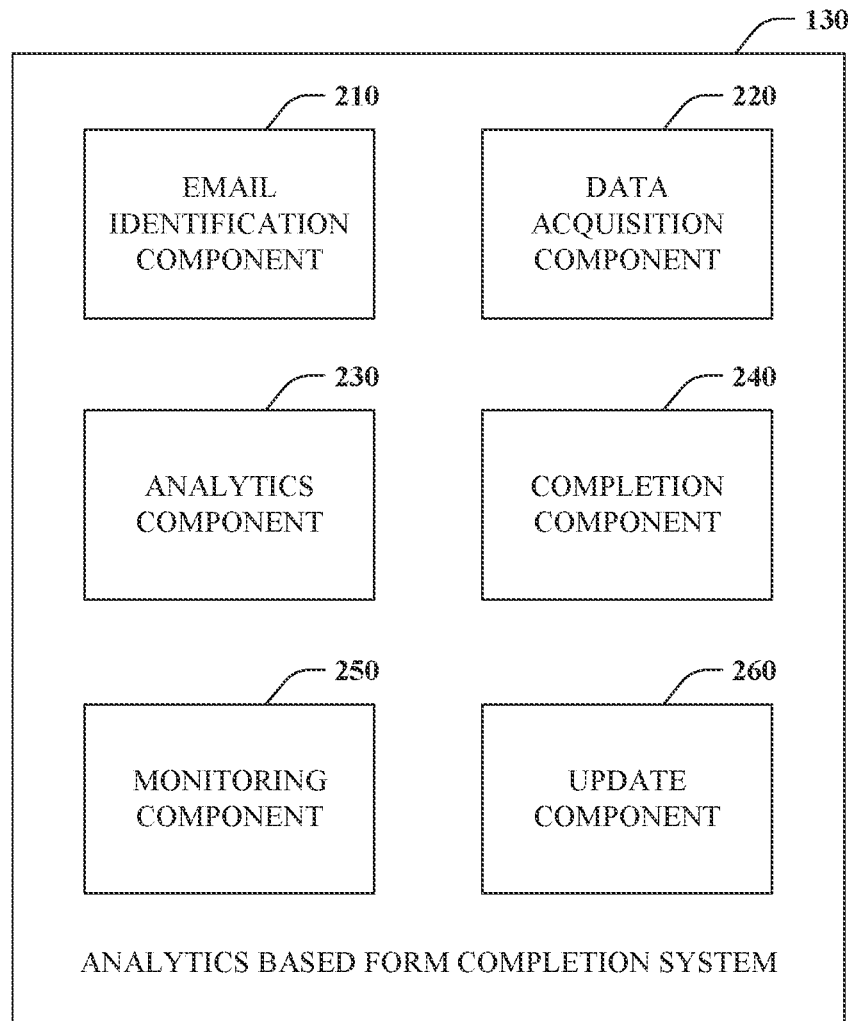 130
210
220
EMAIL
IDENTIFICATION
COMPONENT
DATA
ACQUISITION
COMPONENT
230
240
ANALYTICS
COMPONENT
COMPLETION
COMPONENT
250
260
MONITORING
COMPONENT
UPDATE
COMPONENT
ANALYTICS BASED FORM COMPLETION SYSTEM